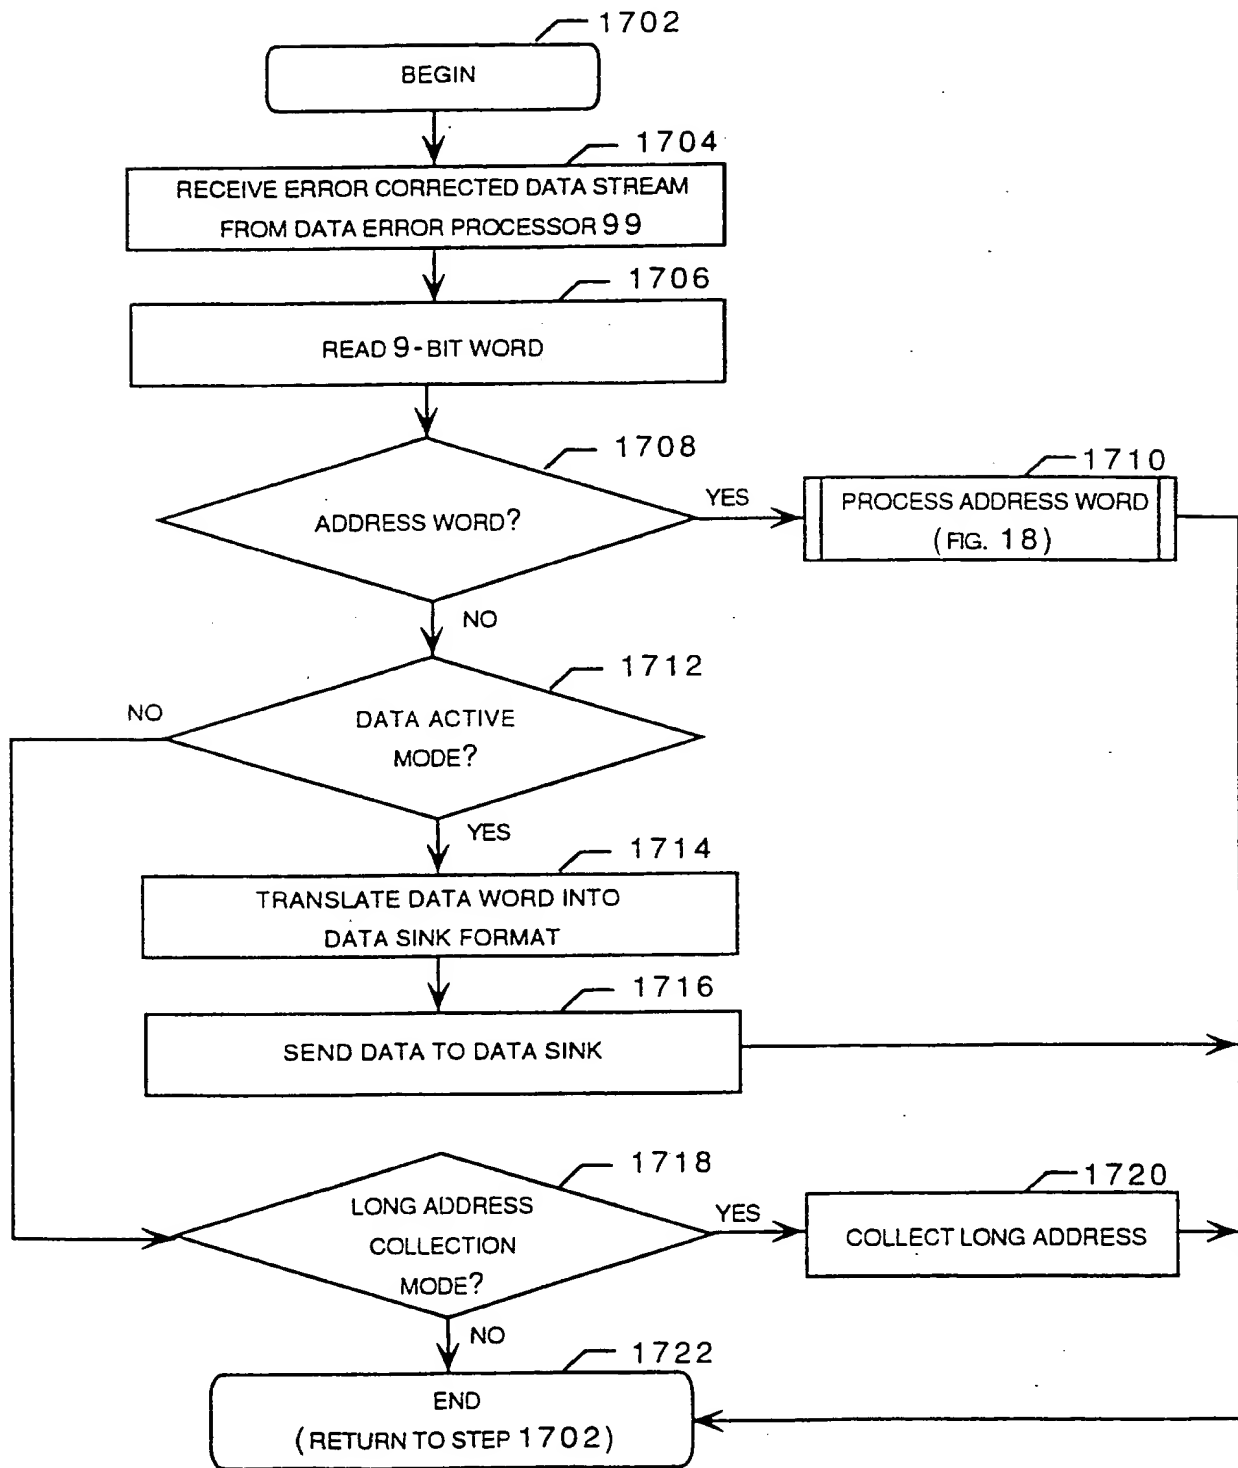 1702
BEGIN
1704
RECEIVE ERROR CORRECTED DATA STREAM
FROM DATA ERROR PROCESSOR 99
1706
READ 9-BIT WORD
1708
ADDRESS WORD?
YES
1710
PROCESS ADDRESS WORD
(FIG. 18)
NO
1712
DATA ACTIVE
MODE?
NO
YES
1714
TRANSLATE DATA WORD INTO
DATA SINK FORMAT
1716
SEND DATA TO DATA SINK
1718
LONG ADDRESS
COLLECTION
MODE?
YES
1720
COLLECT LONG ADDRESS
NO
1722
END
(RETURN TO STEP 1702)